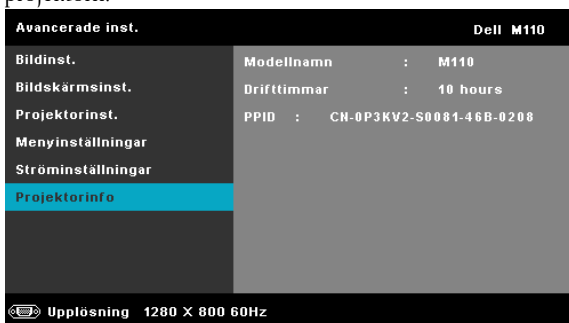 Avancerade inst. Dell M110
Bildinst.
Bildskärmsinst.
Projektorinst.
Menyinställningar
Ströminställningar
Projektorinfo
Modellnamn : M110
Drifttimmar : 10 hours
PPID : CN-0P3KV2-S0081-46B-0208
Upplösning 1280 X 800 60Hz